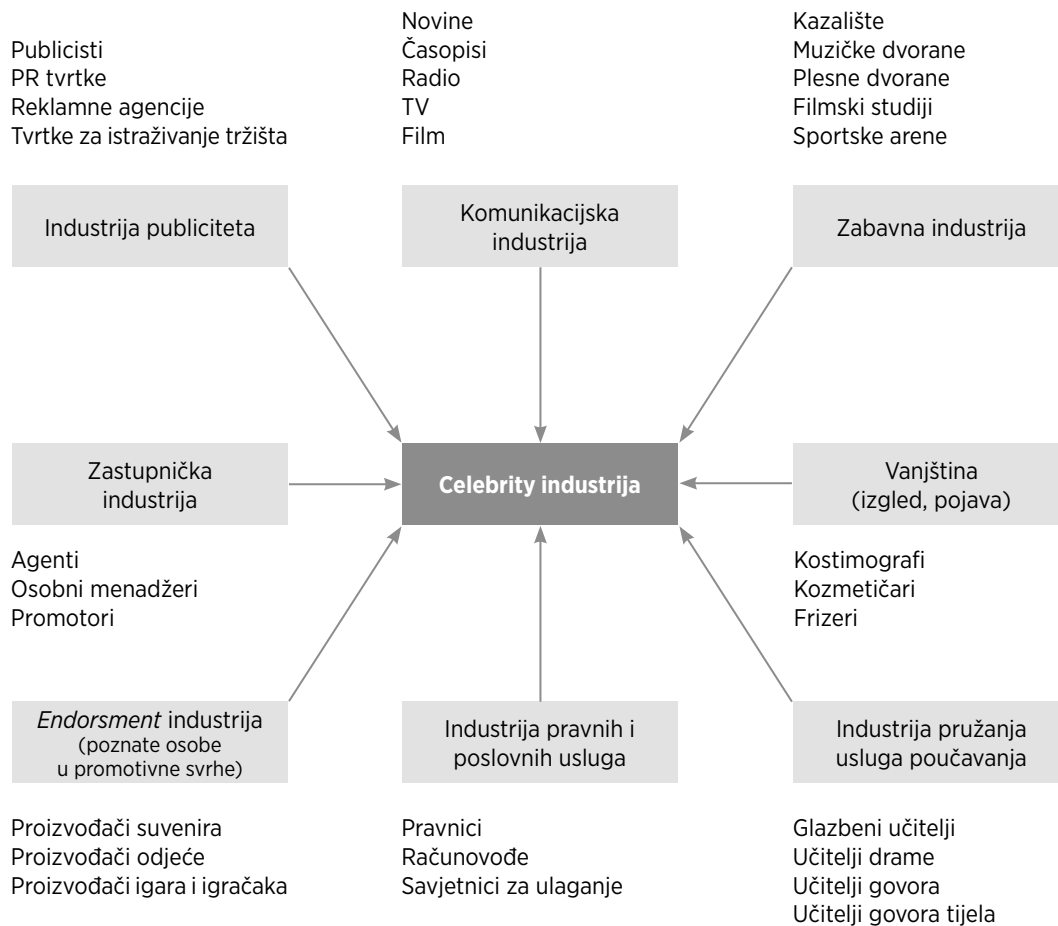 Publicisti
PR tvrtke
Reklamne agencije
Tvrtke za istraživanje tržišta
Novine
Časopisi
Radio
TV
Film
Kazalište
Muzičke dvorane
Plesne dvorane
Filmski studiji
Sportske arene
Industrija publiciteta
Komunikacijska
industrija
Zabavna industrija
Zastupnička
industrija
Celebrity industrija
Vanjština
(izgled, pojava)
Agenti
Osobni menadžeri
Promotori
Kostimografi
Kozmetičari
Frizeri
Endorsment industrija
(poznate osobe
u promotivne svrhe)
Industrija pravnih i
poslovnih usluga
Industrija pružanja
usluga poučavanja
Proizvođači suvenira
Proizvođači odjeće
Proizvođači igara i igračaka
Pravnici
Računovođe
Savjetnici za ulaganje
Glazbeni učitelji
Učitelji drame
Učitelji govora
Učitelji govora tijela